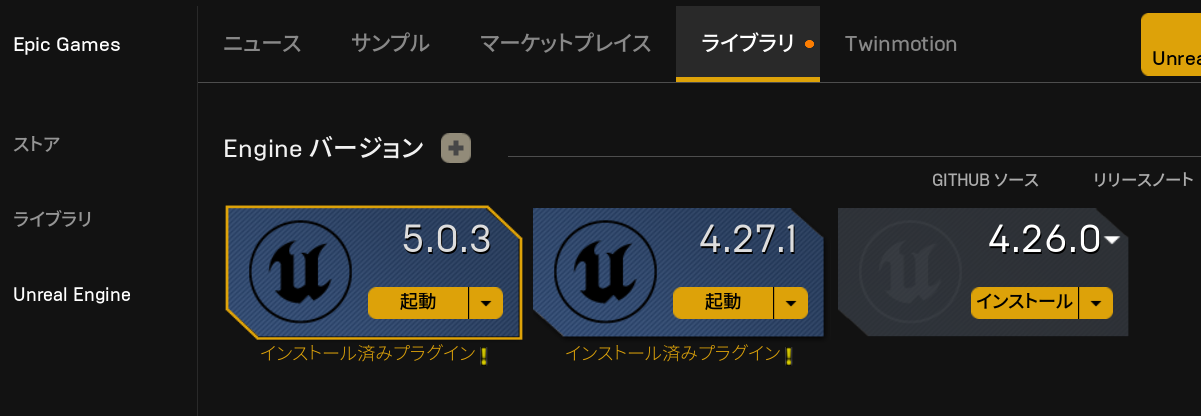 Epic Games
ニュース
サンプル
マーケットプレイス
ライブラリ
Twinmotion
ストア
ライブラリ
Unreal Engine
Engine バージョン
GITHUB ソース
リリースノート
5.0.3
起動
インストール済みプラグイン
4.27.1
起動
インストール済みプラグイン
4.26.0
インストール